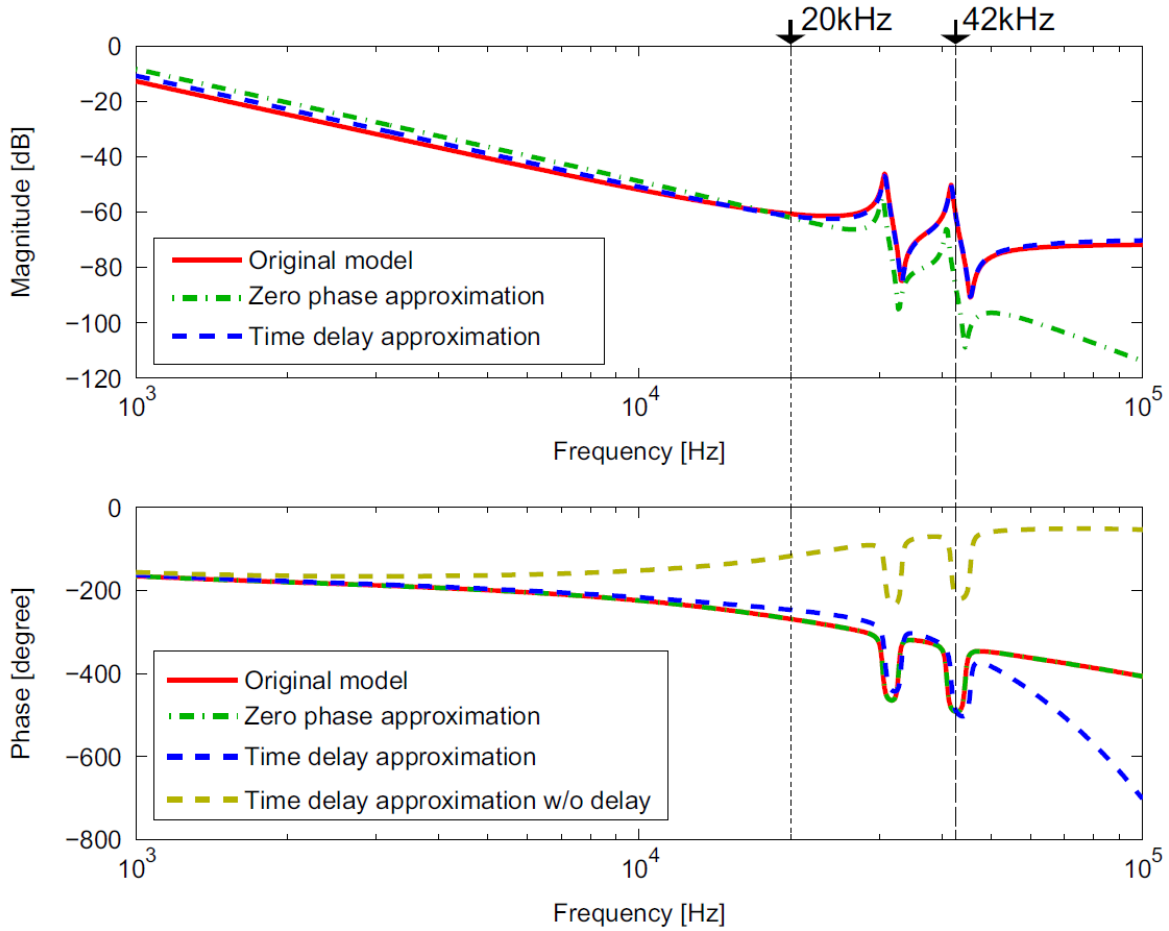 20kHz
42kHz
0
−20
−40
−60
−80
−100
−120
Magnitude [dB]
Original model
Zero phase approximation
Time delay approximation
10^3
10^4
10^5
Frequency [Hz]
0
−200
−400
−600
−800
Phase [degree]
Original model
Zero phase approximation
Time delay approximation
Time delay approximation w/o delay
10^3
10^4
10^5
Frequency [Hz]